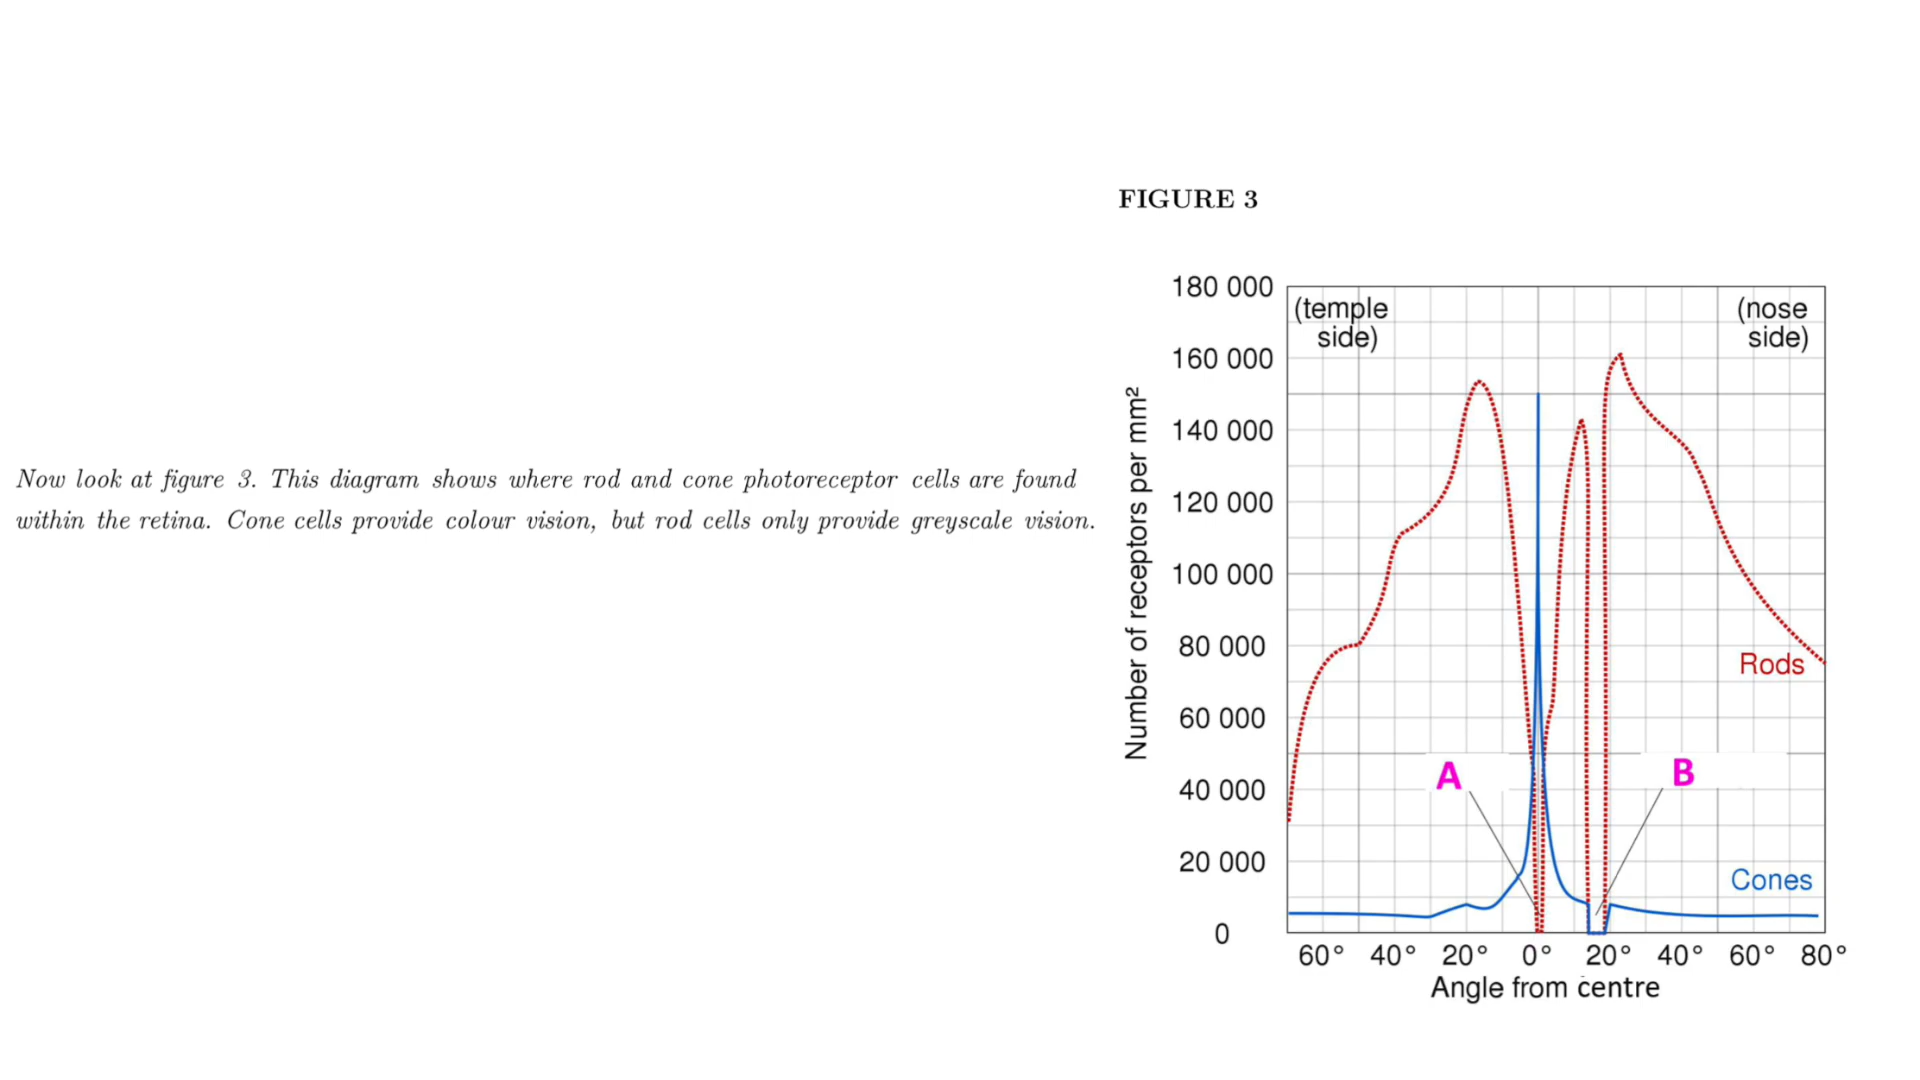 FIGURE 3
Now look at figure 3. This diagram shows where rod and cone photoreceptor cells are found
within the retina. Cone cells provide colour vision, but rod cells only provide greyscale vision.
Number of receptors per mm²
180 000
160 000
140 000
120 000
100 000
80 000
60 000
40 000
20 000
0
(temple
side)
(nose
side)
Rods
A
B
Cones
60° 40° 20° 0° 20° 40° 60° 80°
Angle from centre